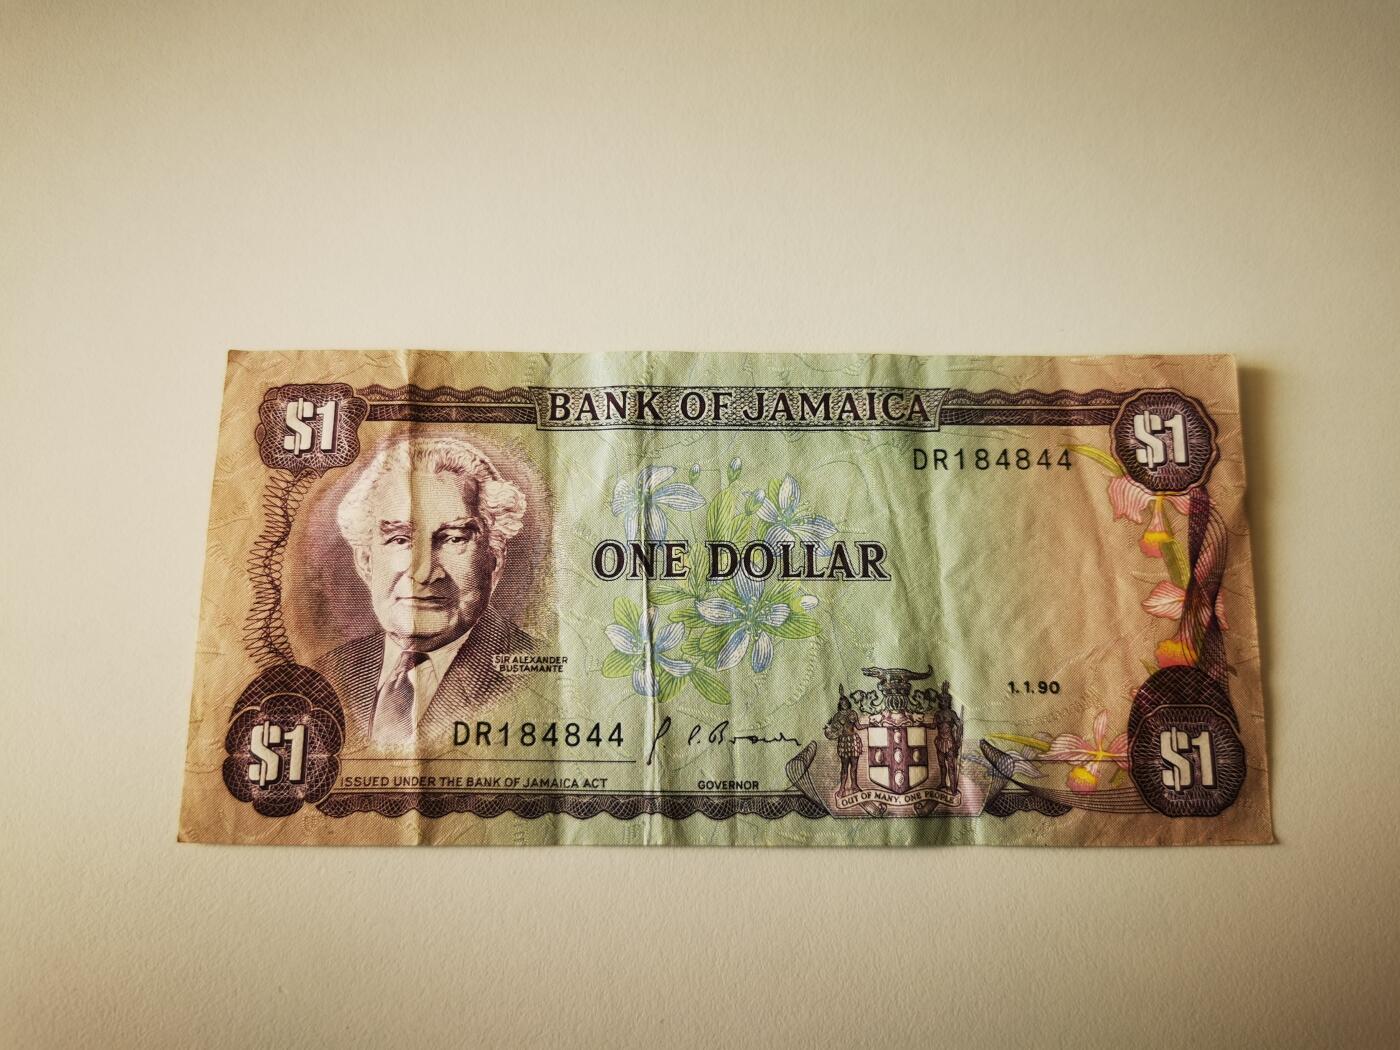 BANK OF JAMAICA
$1
$1
DR184844
ONE DOLLAR
SIR ALEXANDER
BUSTAMANTE
1.1.90
DR184844
ISSUED UNDER THE BANK OF JAMAICA ACT
GOVERNOR
OUT OF MANY, ONE PEOPLE
$1
$1